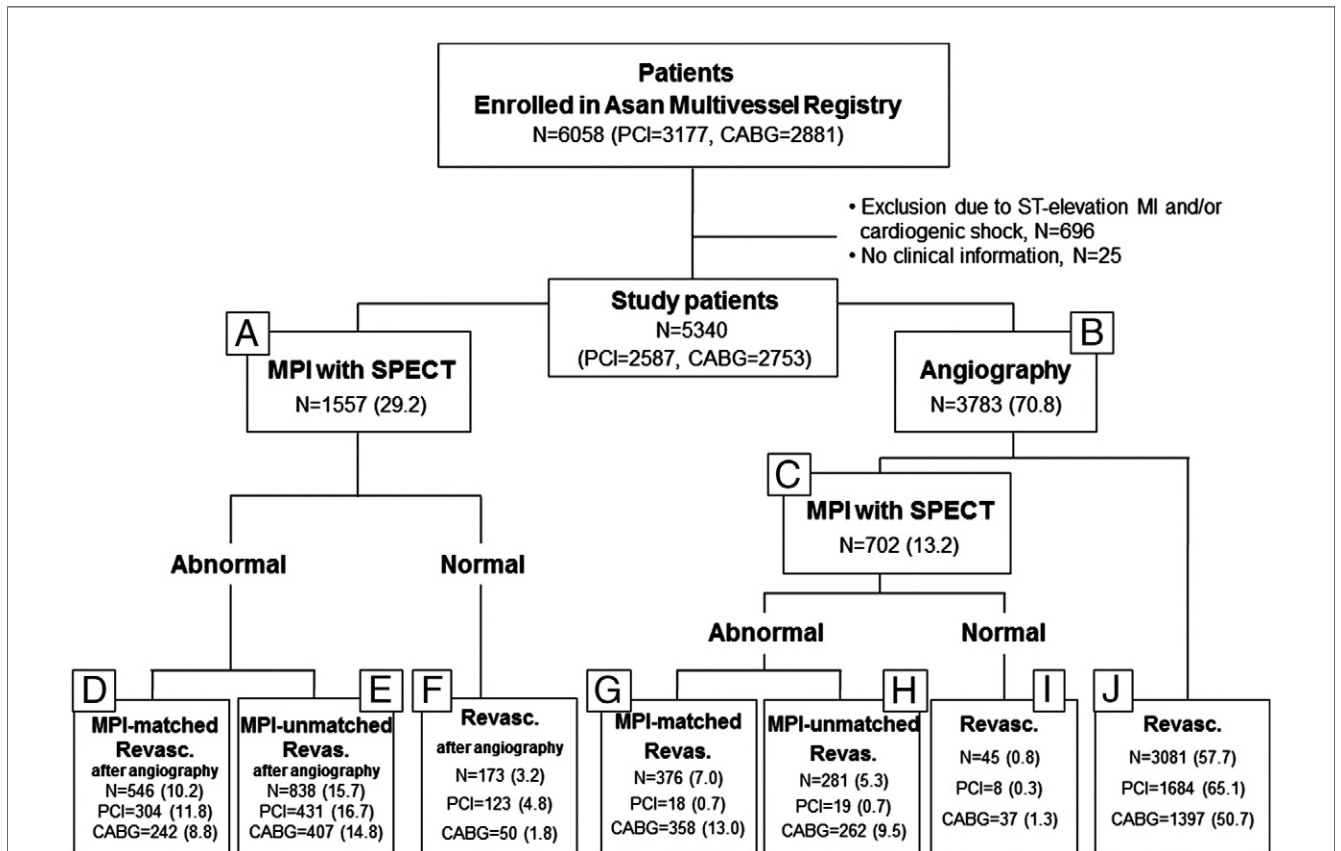 Patients
Enrolled in Asan Multivessel Registry
N=6058 (PCI=3177, CABG=2881)
• Exclusion due to ST-elevation MI and/or
cardiogenic shock, N=696
• No clinical information, N=25
Study patients
N=5340
(PCI=2587, CABG=2753)
A
MPI with SPECT
N=1557 (29.2)
B
Angiography
N=3783 (70.8)
C
MPI with SPECT
N=702 (13.2)
Abnormal
Normal
Abnormal
Normal
D
MPI-matched
Revasc.
after angiography
N=546 (10.2)
PCI=304 (11.8)
CABG=242 (8.8)
E
MPI-unmatched
Revas.
after angiography
N=838 (15.7)
PCI=431 (16.7)
CABG=407 (14.8)
F
Revasc.
after angiography
N=173 (3.2)
PCI=123 (4.8)
CABG=50 (1.8)
G
MPI-matched
Revas.
N=376 (7.0)
PCI=18 (0.7)
CABG=358 (13.0)
H
MPI-unmatched
Revas.
N=281 (5.3)
PCI=19 (0.7)
CABG=262 (9.5)
I
Revasc.
N=45 (0.8)
PCI=8 (0.3)
CABG=37 (1.3)
J
Revasc.
N=3081 (57.7)
PCI=1684 (65.1)
CABG=1397 (50.7)